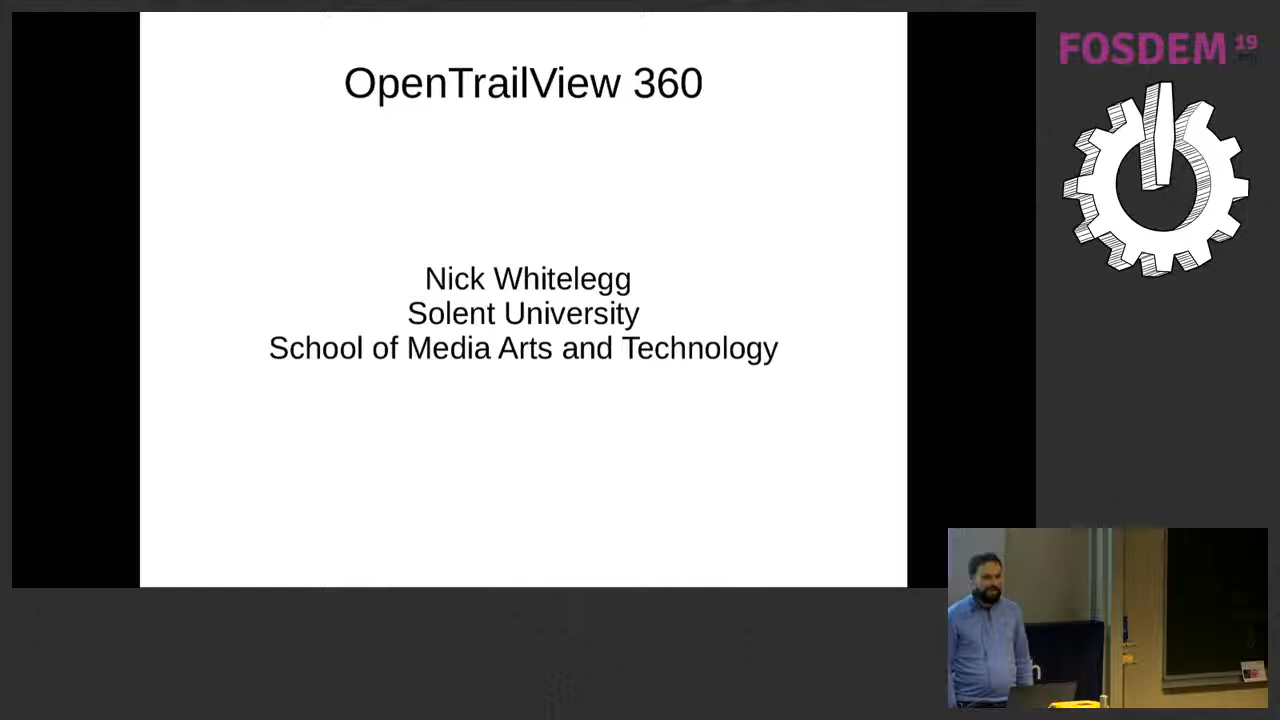 OpenTrailView 360
Nick Whitelegg
Solent University
School of Media Arts and Technology
FOSDEM 19